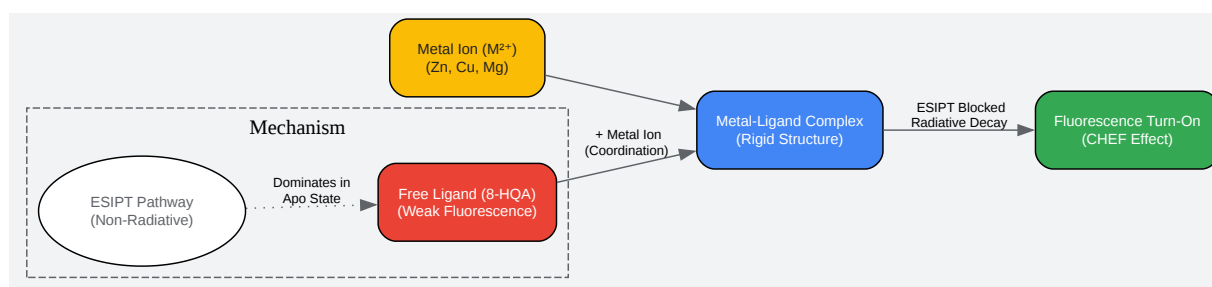 Metal Ion (M²⁺)
(Zn, Cu, Mg)
Mechanism
ESIPT Pathway
(Non-Radiative)
Dominates in
Apo State
Free Ligand (8-HQA)
(Weak Fluorescence)
+ Metal Ion
(Coordination)
Metal-Ligand Complex
(Rigid Structure)
ESIPT Blocked
Radiative Decay
Fluorescence Turn-On
(CHEF Effect)